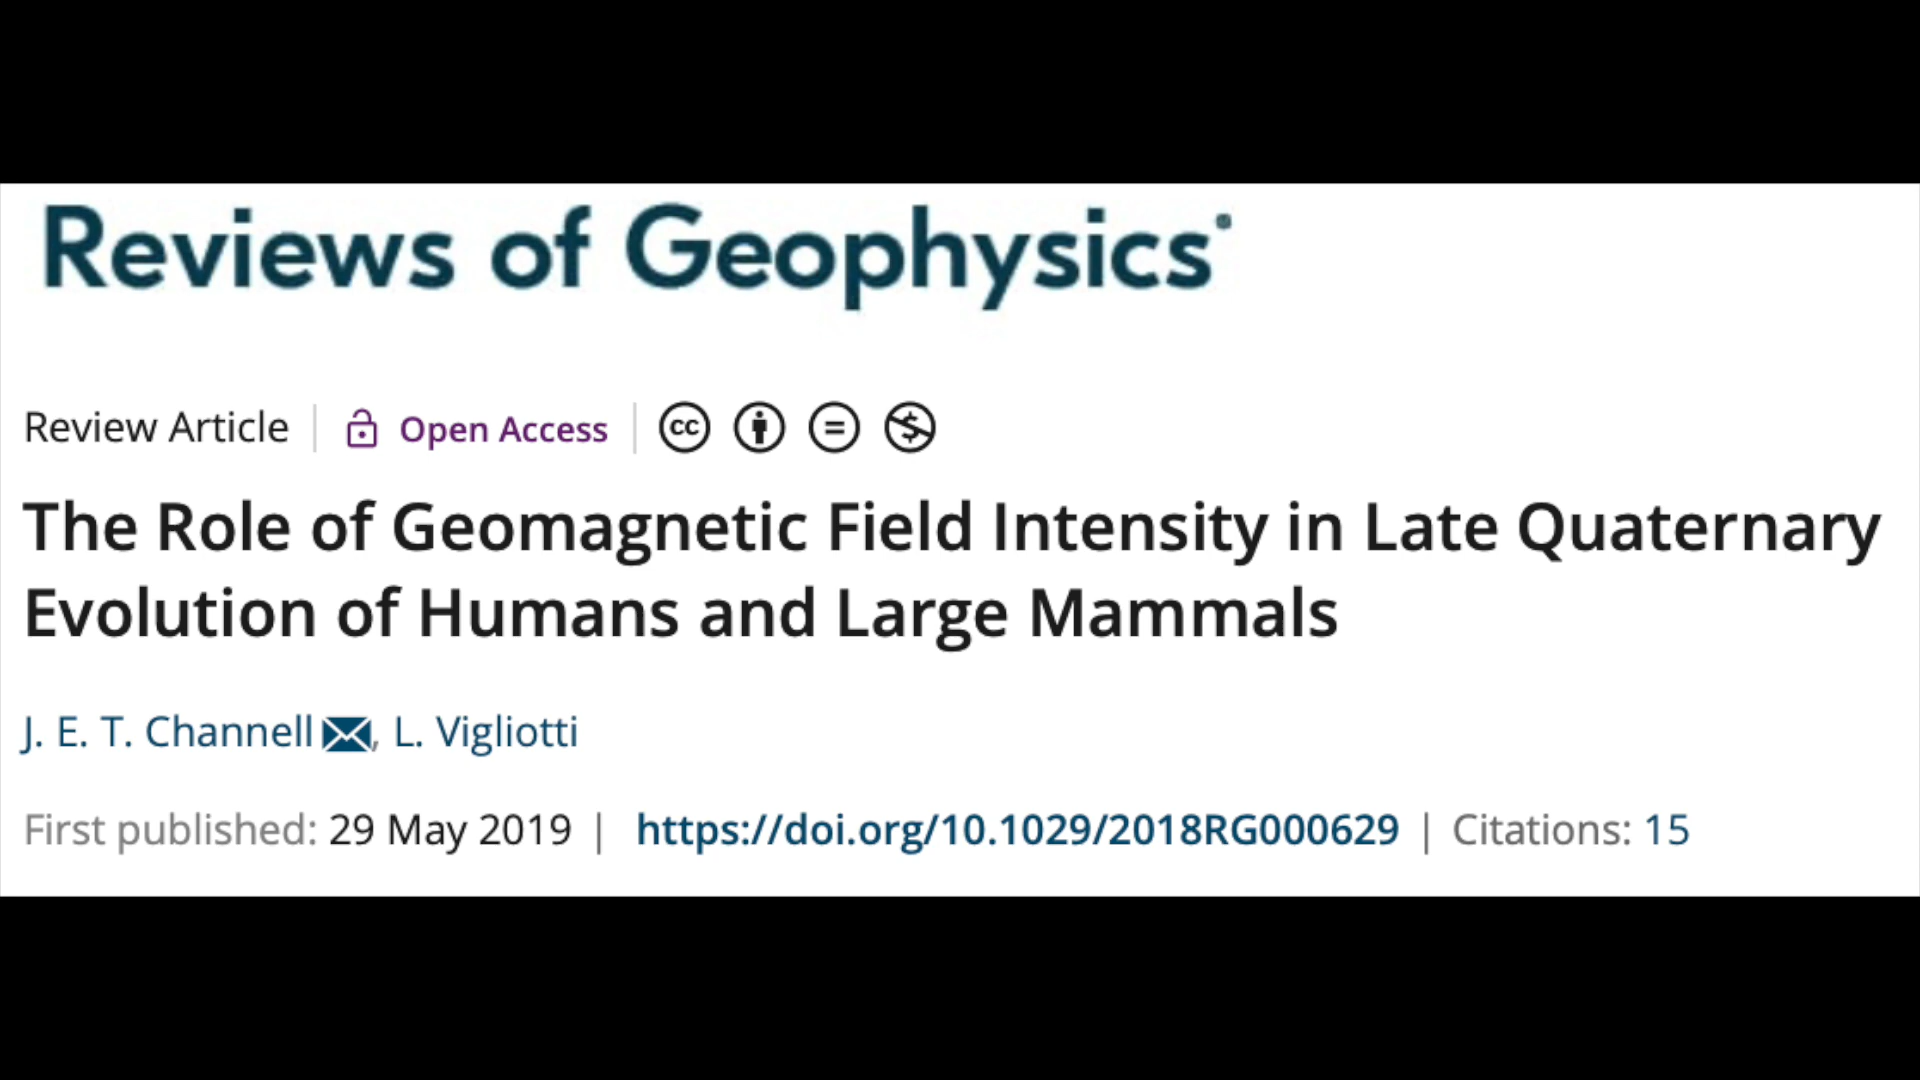 Reviews of Geophysics®
Review Article | Open Access | cc
The Role of Geomagnetic Field Intensity in Late Quaternary
Evolution of Humans and Large Mammals
J. E. T. Channell, L. Vigliotti
First published: 29 May 2019 | https://doi.org/10.1029/2018RG000629 | Citations: 15